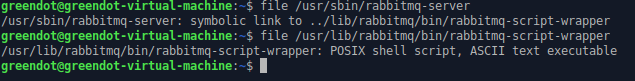 greendot@greendot-virtual-machine:~$ file /usr/sbin/rabbitmq-server
/usr/sbin/rabbitmq-server: symbolic link to ../lib/rabbitmq/bin/rabbitmq-script-wrapper
greendot@greendot-virtual-machine:~$ file /usr/lib/rabbitmq/bin/rabbitmq-script-wrapper
/usr/lib/rabbitmq/bin/rabbitmq-script-wrapper: POSIX shell script, ASCII text executable
greendot@greendot-virtual-machine:~$